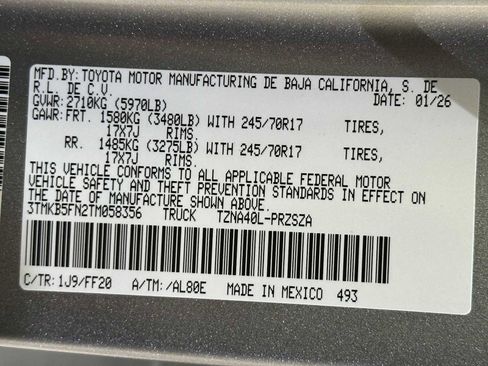 MFD.BY:TOYOTA MOTOR MANUFACTURING DE BAJA CALIFORNIA, S. DE
R.L. DE C.V. DATE: 01/26
GVWR:2710KG (5970LB)
GAWR:FRT. 1580KG (3480LB) WITH 245/70R17 TIRES,
17X7J RIMS.
RR. 1485KG (3275LB) WITH 245/70R17 TIRES,
17X7J RIMS.
THIS VEHICLE CONFORMS TO ALL APPLICABLE FEDERAL MOTOR
VEHICLE SAFETY AND THEFT PREVENTION STANDARDS IN EFFECT ON
THE DATE OF MANUFACTURE SHOWN ABOVE.
3TMKB5FN2TM058356 TRUCK TZNA40L-PRZSZA
C/TR: 1J9/FF20 A/TM: /AL80E MADE IN MEXICO 493